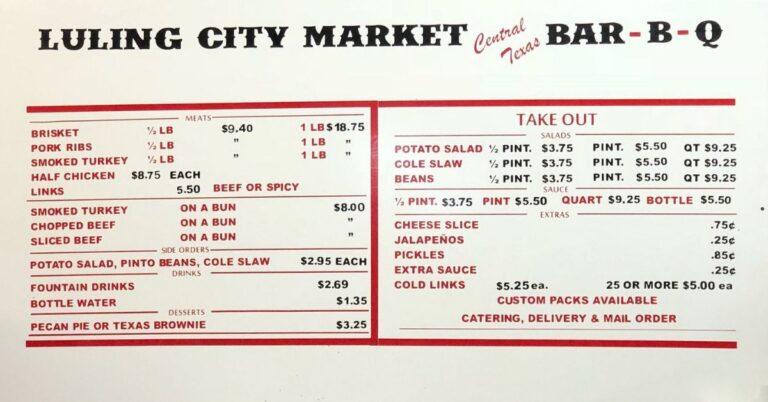 LULING CITY MARKET Central Texas BAR-B-Q
MEATS
BRISKET ½ LB $9.40 1 LB $18.75
PORK RIBS ½ LB " 1 LB "
SMOKED TURKEY ½ LB " 1 LB "
HALF CHICKEN $8.75 EACH
LINKS 5.50 BEEF OR SPICY
SMOKED TURKEY ON A BUN $8.00
CHOPPED BEEF ON A BUN "
SLICED BEEF ON A BUN "
SIDE ORDERS
POTATO SALAD, PINTO BEANS, COLE SLAW $2.95 EACH
DRINKS
FOUNTAIN DRINKS $2.69
BOTTLE WATER $1.35
DESSERTS
PECAN PIE OR TEXAS BROWNIE $3.25
TAKE OUT
SALADS
POTATO SALAD ½ PINT. $3.75 PINT. $5.50 QT $9.25
COLE SLAW ½ PINT. $3.75 PINT. $5.50 QT $9.25
BEANS ½ PINT. $3.75 PINT. $5.50 QT $9.25
SAUCE
½ PINT. $3.75 PINT $5.50 QUART $9.25 BOTTLE $5.50
EXTRAS
CHEESE SLICE .75¢
JALAPEÑOS .25¢
PICKLES .85¢
EXTRA SAUCE .25¢
COLD LINKS $5.25 ea. 25 OR MORE $5.00 ea
CUSTOM PACKS AVAILABLE
CATERING, DELIVERY & MAIL ORDER